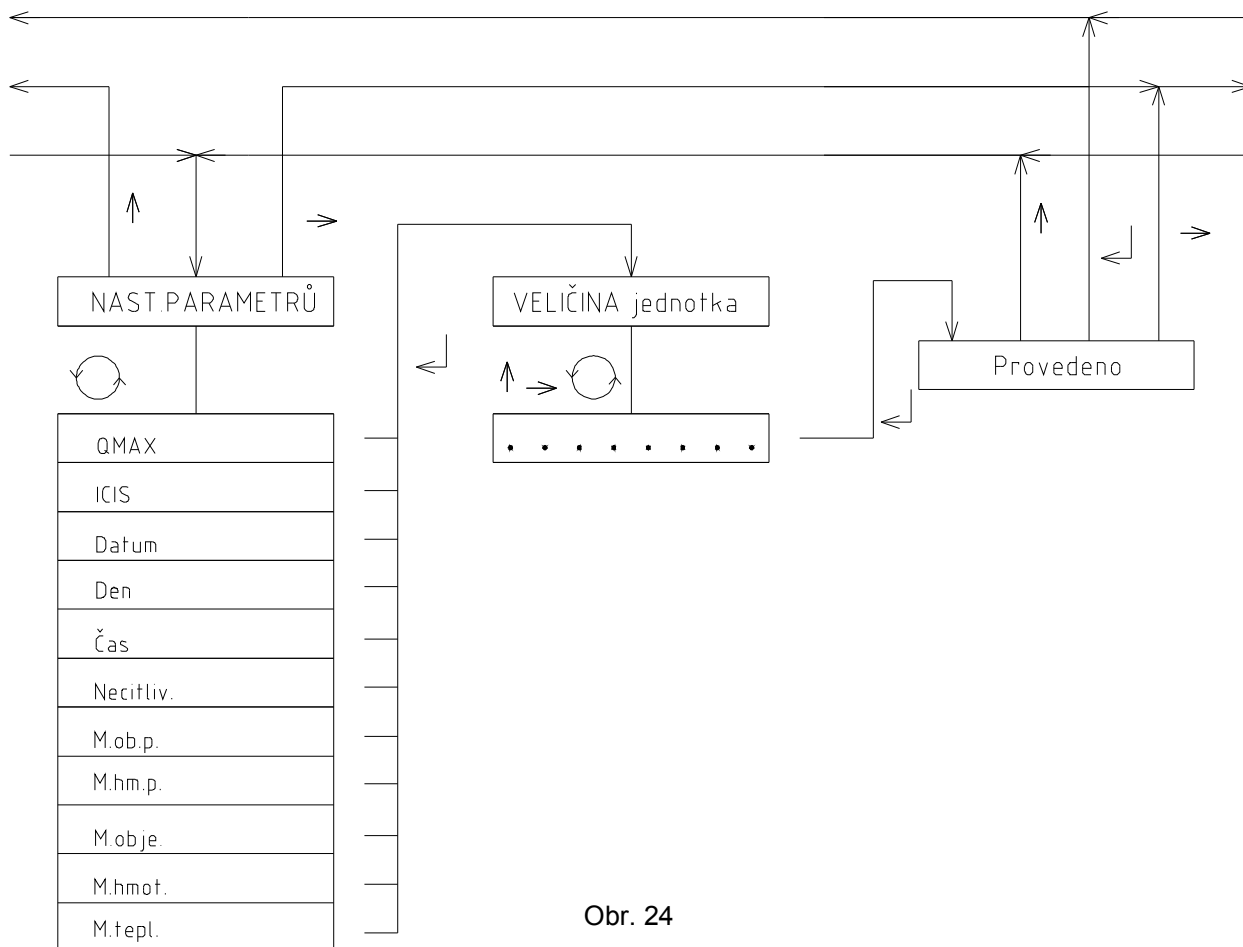 NAST.PARAMETRŮ
QMAX
ICIS
Datum
Den
Čas
Necitliv.
M.ob.p.
M.hm.p.
M.obje.
M.hmot.
M.tepl.
VELIČINA jednotka
. . . . . . . .
Provedeno
Obr. 24